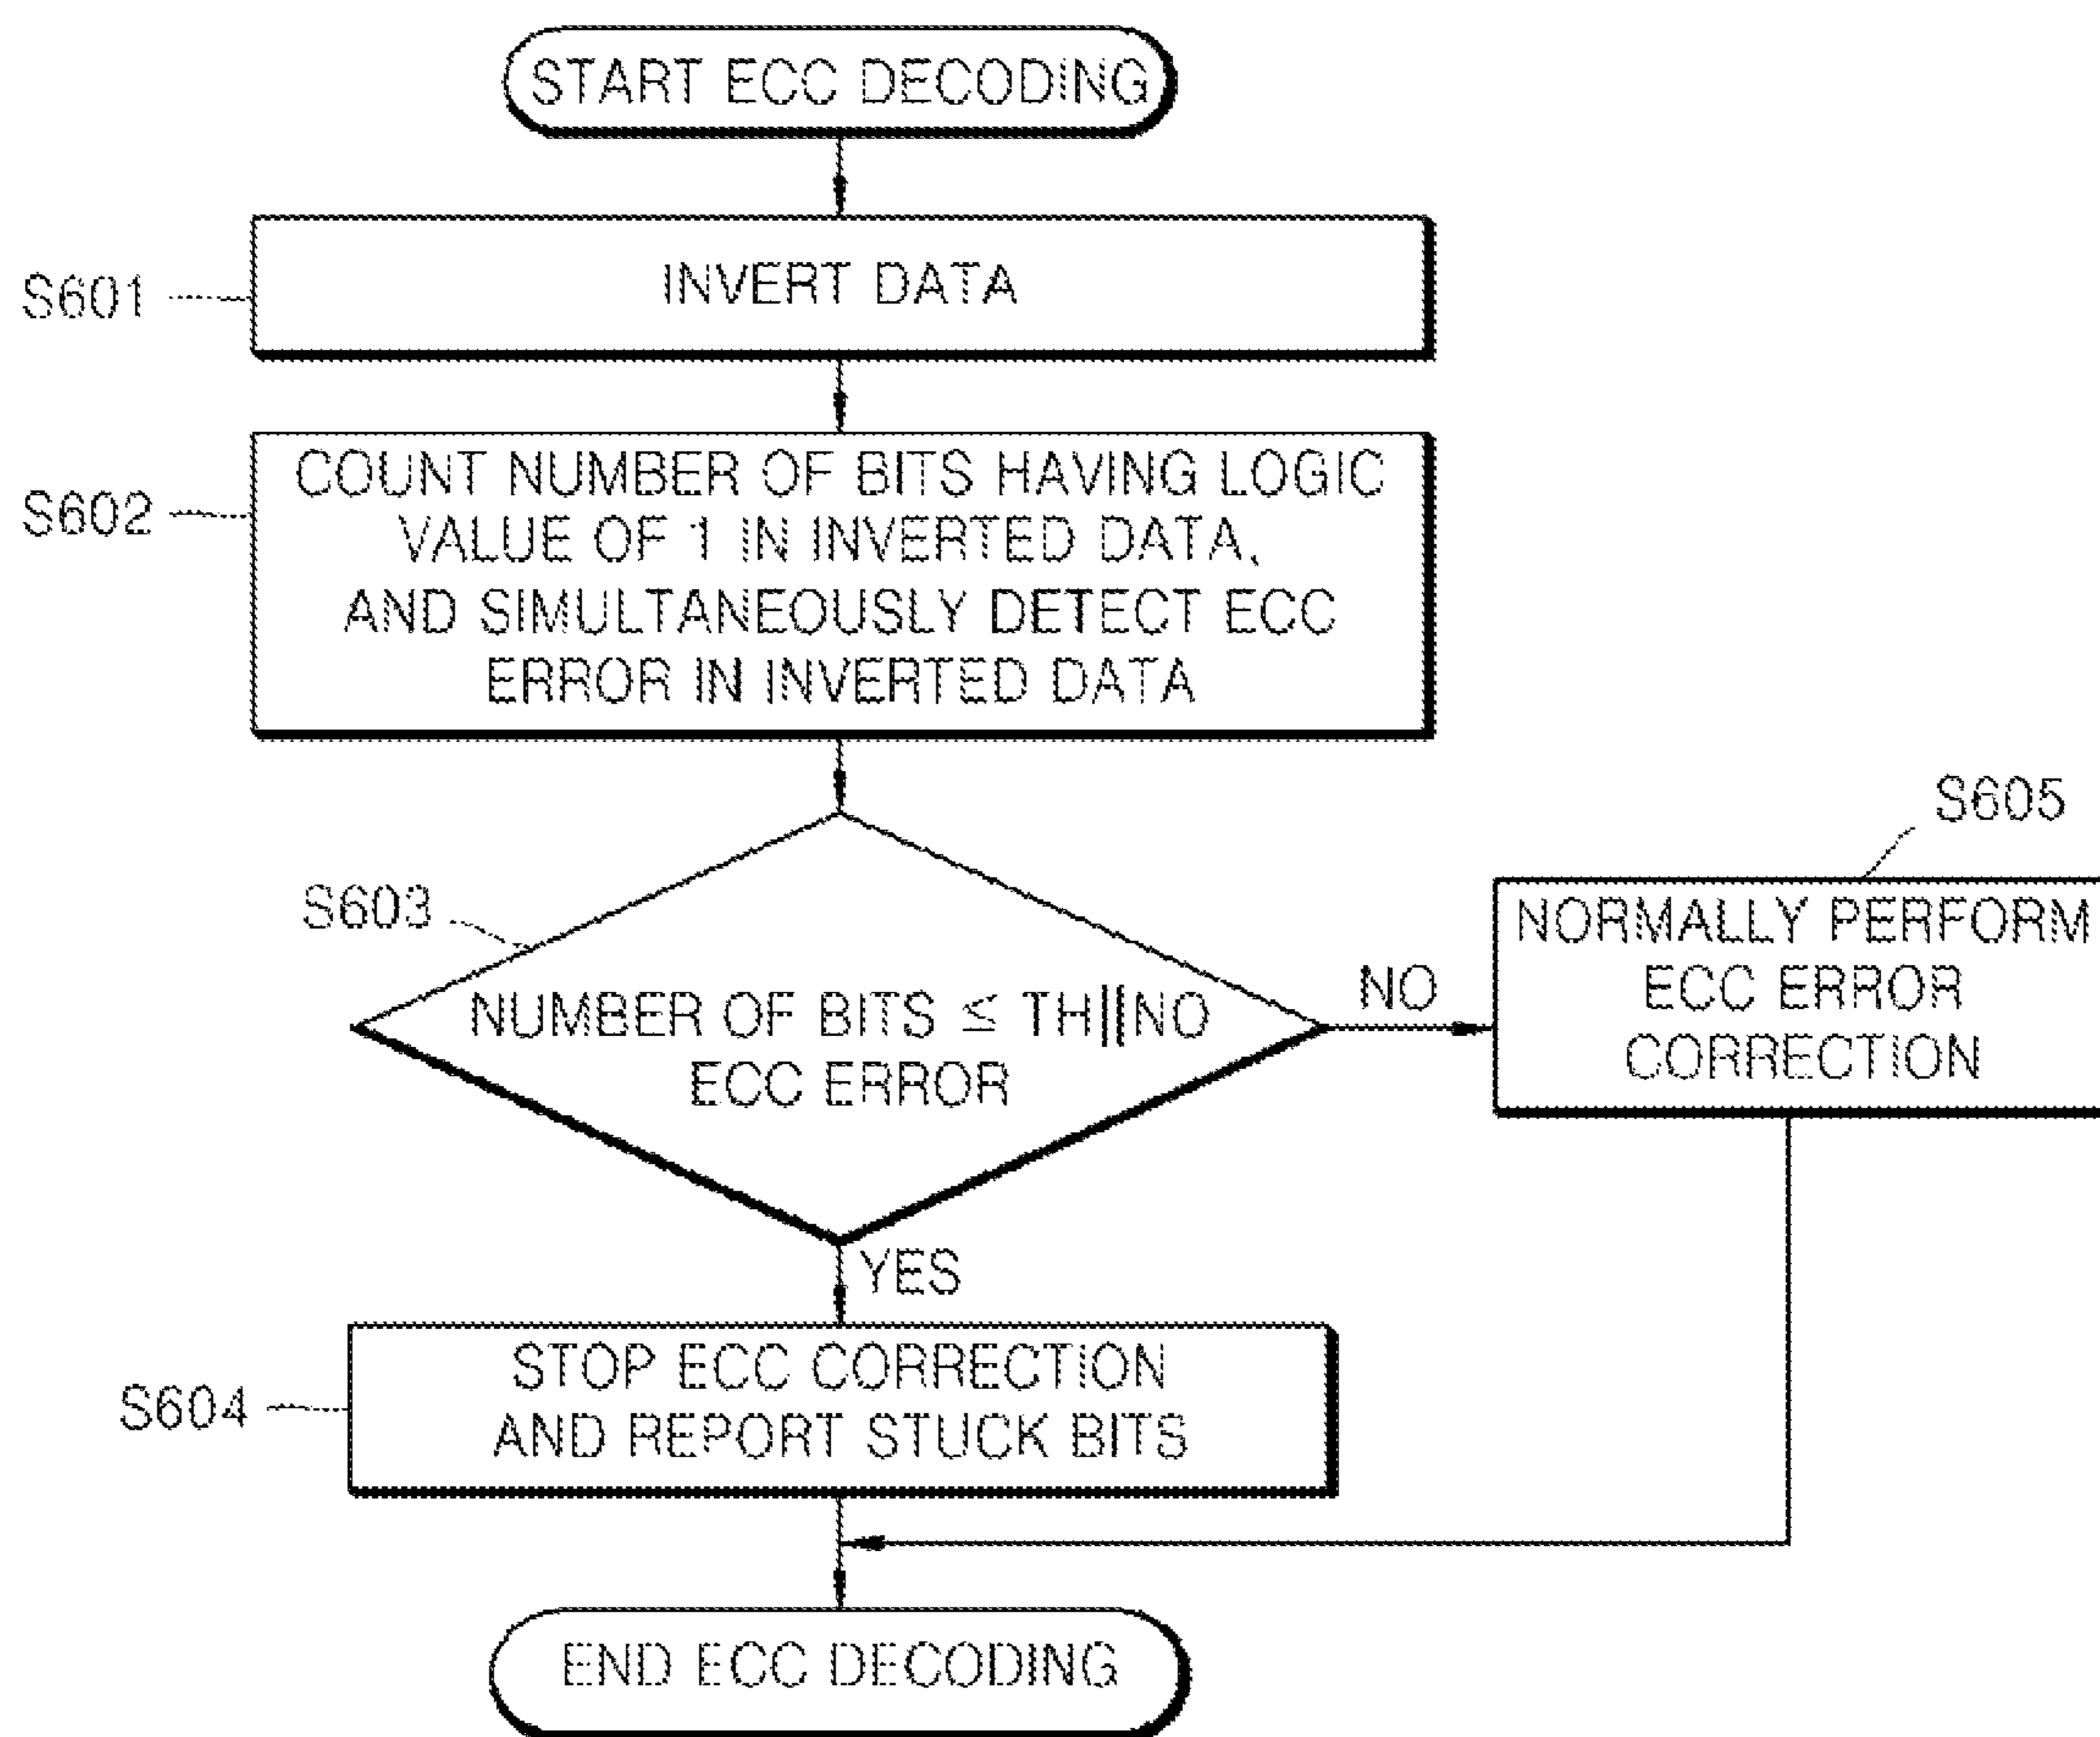 START ECC DECODING
S601
INVERT DATA
S602
COUNT NUMBER OF BITS HAVING LOGIC
VALUE OF 1 IN INVERTED DATA,
AND SIMULTANEOUSLY DETECT ECC
ERROR IN INVERTED DATA
S603
NUMBER OF BITS ≤ TH||NO
ECC ERROR
NO
S605
NORMALLY PERFORM
ECC ERROR
CORRECTION
YES
S604
STOP ECC CORRECTION
AND REPORT STUCK BITS
END ECC DECODING